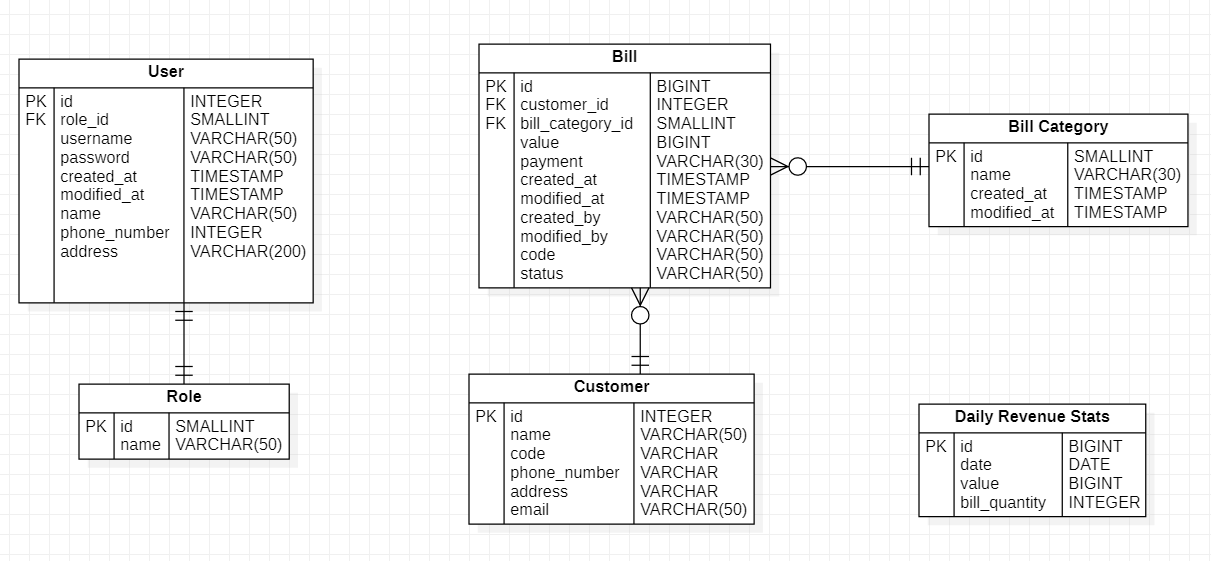 User
PK id INTEGER
FK role_id SMALLINT
username VARCHAR(50)
password VARCHAR(50)
created_at TIMESTAMP
modified_at TIMESTAMP
name VARCHAR(50)
phone_number INTEGER
address VARCHAR(200)
Role
PK id SMALLINT
name VARCHAR(50)
Bill
PK id BIGINT
FK customer_id INTEGER
FK bill_category_id SMALLINT
value BIGINT
payment VARCHAR(30)
created_at TIMESTAMP
modified_at TIMESTAMP
created_by VARCHAR(50)
modified_by VARCHAR(50)
code VARCHAR(50)
status VARCHAR(50)
Customer
PK id INTEGER
name VARCHAR(50)
code VARCHAR
phone_number VARCHAR
address VARCHAR
email VARCHAR(50)
Bill Category
PK id SMALLINT
name VARCHAR(30)
created_at TIMESTAMP
modified_at TIMESTAMP
Daily Revenue Stats
PK id BIGINT
date DATE
value BIGINT
bill_quantity INTEGER